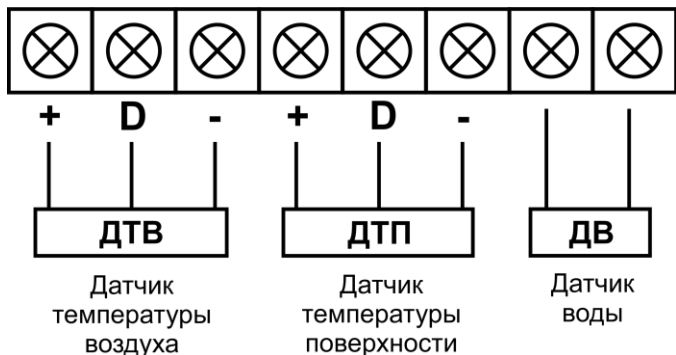 + D - + D -
ДТВ ДТП ДВ
Датчик температуры воздуха
Датчик температуры поверхности
Датчик воды